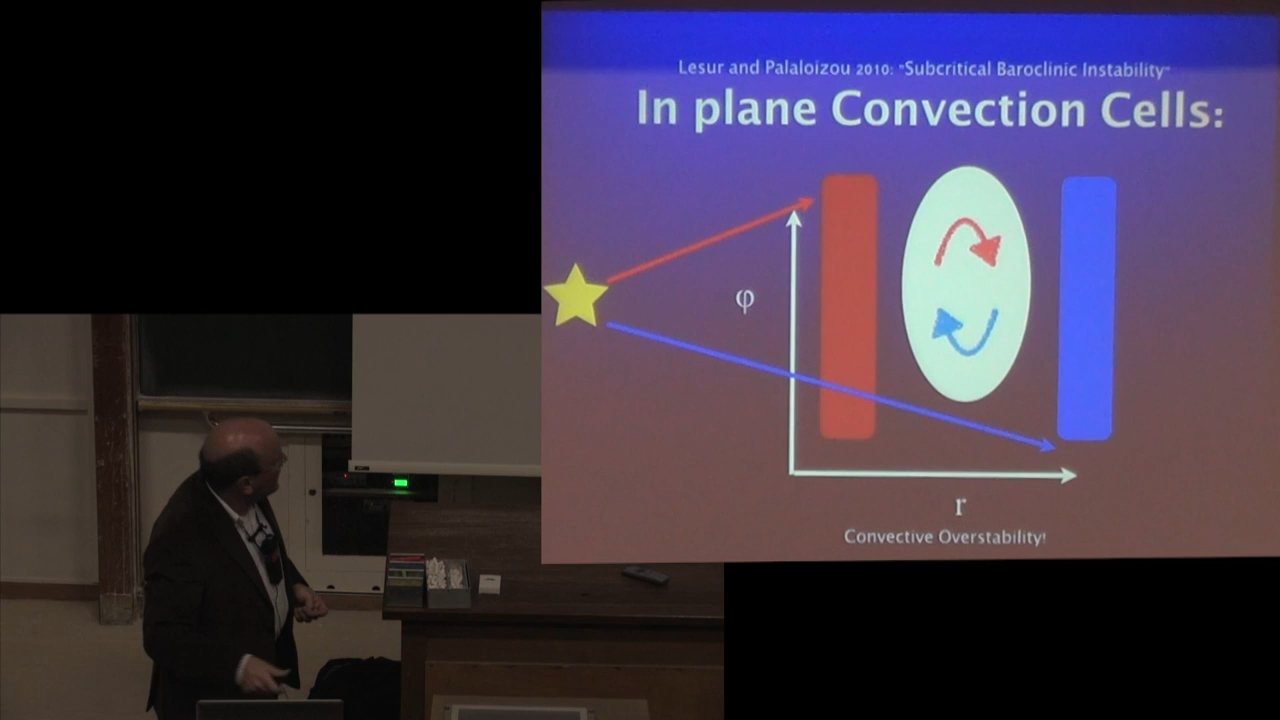 Lesur and Palaloizou 2010: "Subcritical Baroclinic Instability"
In plane Convection Cells:
φ
r
Convective Overstability!